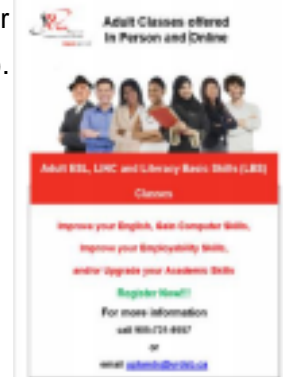 r
.
Adult Classes offered
In Person and Online
Adult ESL, LINC and Literacy Basic Skills (LBS)
Classes
Improve your English, Gain Computer Skills,
Improve your Employability Skills,
and/or Upgrade your Academic Skills
Register Now!!!
For more information
call
or
email